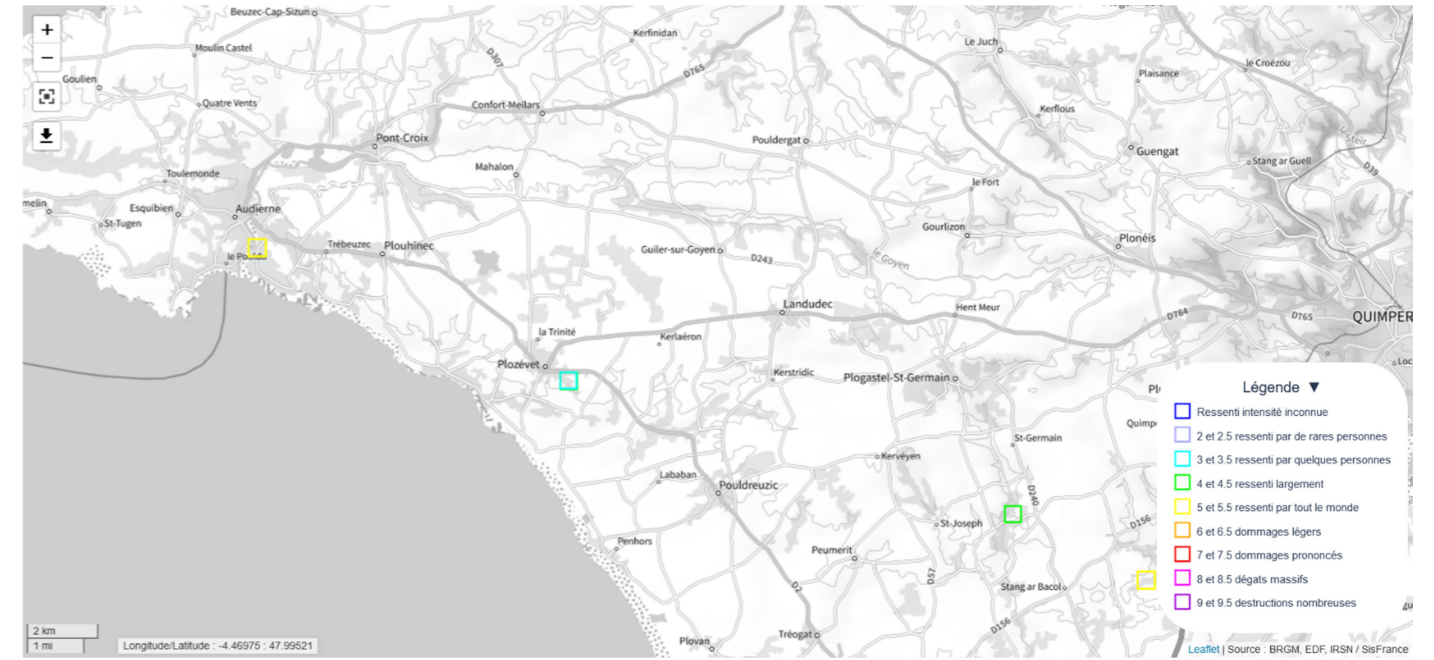 +
−
Beuzec-Cap-Sizun
Moulin Castel
Goulien
Quatre Vents
Kerfinidan
D307
D765
Confort-Meilars
Pont-Croix
Mahalon
Pouldergat
Le Juch
le Croëzou
Plaisance
Kerflous
le Steir
Guengat
Stang ar Guell
D39
Toulemonde
melin
Esquibien
Audierne
St-Tugen
le Fort
Gourlizon
Trébeuzec
Plouhinec
Guiler-sur-Goyen
D243
le Goyen
Plonéis
Landudec
Hent Meur
D784
D765
QUIMPER
la Trinité
Kerlaëron
Plozévet
Kerstridic
Plogastel-St-Germain
Loc
St-Germain
Kervéyen
Lababan
Pouldreuzic
D240
St-Joseph
D156
Penhors
Peumerit
D57
Stang ar Bacol
D2
D156
Plovan
Tréogat
Légende ▼
Ressenti intensité inconnue
2 et 2.5 ressenti par de rares personnes
3 et 3.5 ressenti par quelques personnes
4 et 4.5 ressenti largement
5 et 5.5 ressenti par tout le monde
6 et 6.5 dommages légers
7 et 7.5 dommages prononcés
8 et 8.5 dégats massifs
9 et 9.5 destructions nombreuses
2 km
1 mi
Longitude/Latitude : -4.46975 : 47.99521
Leaflet | Source : BRGM, EDF, IRSN / SisFrance